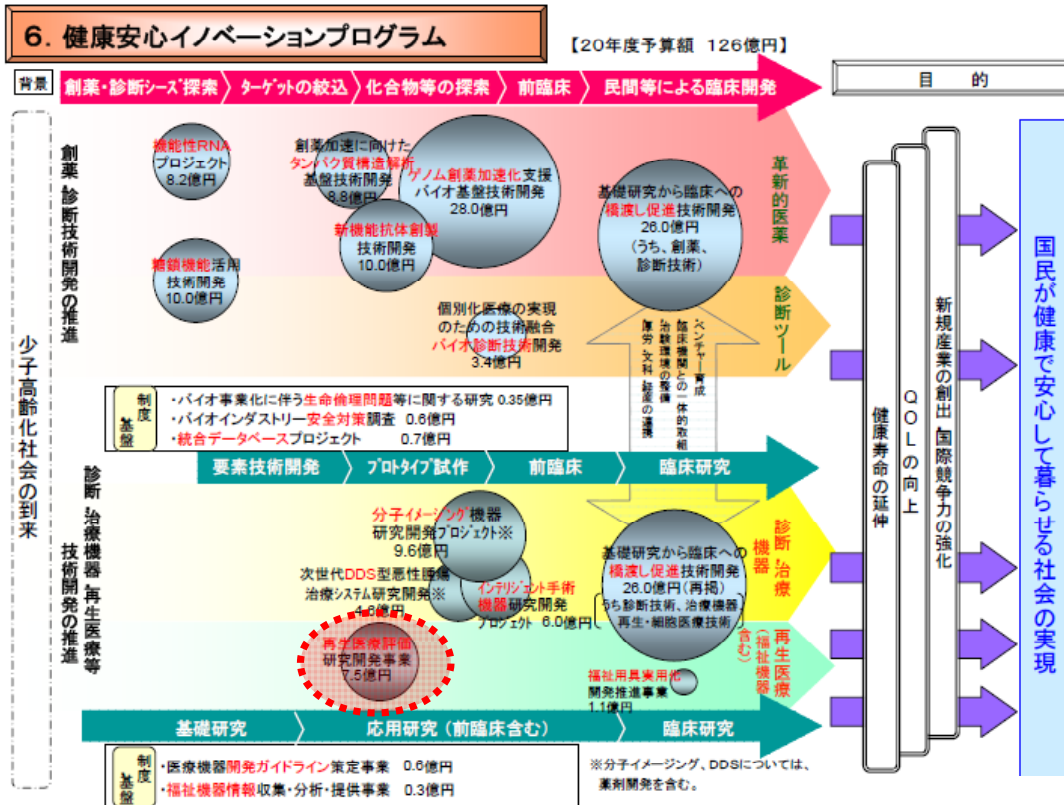 6．健康安心イノベーションプログラム
【20年度予算額 126億円】
背景
創薬・診断シーズ探索
ターゲットの絞込
化合物等の探索
前臨床
民間等による臨床開発
目 的
少子高齢化社会の到来
創薬・診断技術開発の推進
機能性RNA
プロジェクト
8.2億円
創薬加速に向けた
タンパク質構造解析
基盤技術開発
8.8億円
ゲノム創薬加速化支援
バイオ基盤技術開発
28.0億円
新機能抗体創製
技術開発
10.0億円
糖鎖機能活用
技術開発
10.0億円
基礎研究から臨床への
橋渡し促進技術開発
26.0億円
（うち、創薬、
診断技術）
革新的医薬
個別化医療の実現
のための技術融合
バイオ診断技術開発
3.4億円
診断ツール
ベンチャー育成
臨床機関との一体的取組
治験環境の整備
厚労・文科・経産の連携
制度
基盤
・バイオ事業化に伴う生命倫理問題等に関する研究 0.35億円
・バイオインダストリー安全対策調査 0.6億円
・統合データベースプロジェクト 0.7億円
要素技術開発
プロトタイプ試作
前臨床
臨床研究
診断・治療機器・再生医療等
技術開発の推進
分子イメージング機器
研究開発プロジェクト※
9.6億円
次世代DDS型悪性腫瘍
治療システム研究開発※
4.8億円
インテリジェント手術
機器研究開発
プロジェクト 6.0億円
基礎研究から臨床への
橋渡し促進技術開発
26.0億円（再掲）
うち診断技術、治療機器、
再生・細胞医療技術
診断・治療
機器
再生医療評価
研究開発事業
7.5億円
福祉用具実用化
開発推進事業
1.1億円
再生医療
（福祉機器
含む）
基礎研究
応用研究（前臨床含む）
臨床研究
制度
基盤
・医療機器開発ガイドライン策定事業 0.6億円
・福祉機器情報収集・分析・提供事業 0.3億円
※分子イメージング、DDSについては、
薬剤開発を含む。
健康寿命の延伸
QOLの向上
新規産業の創出・国際競争力の強化
国民が健康で安心して暮らせる社会の実現